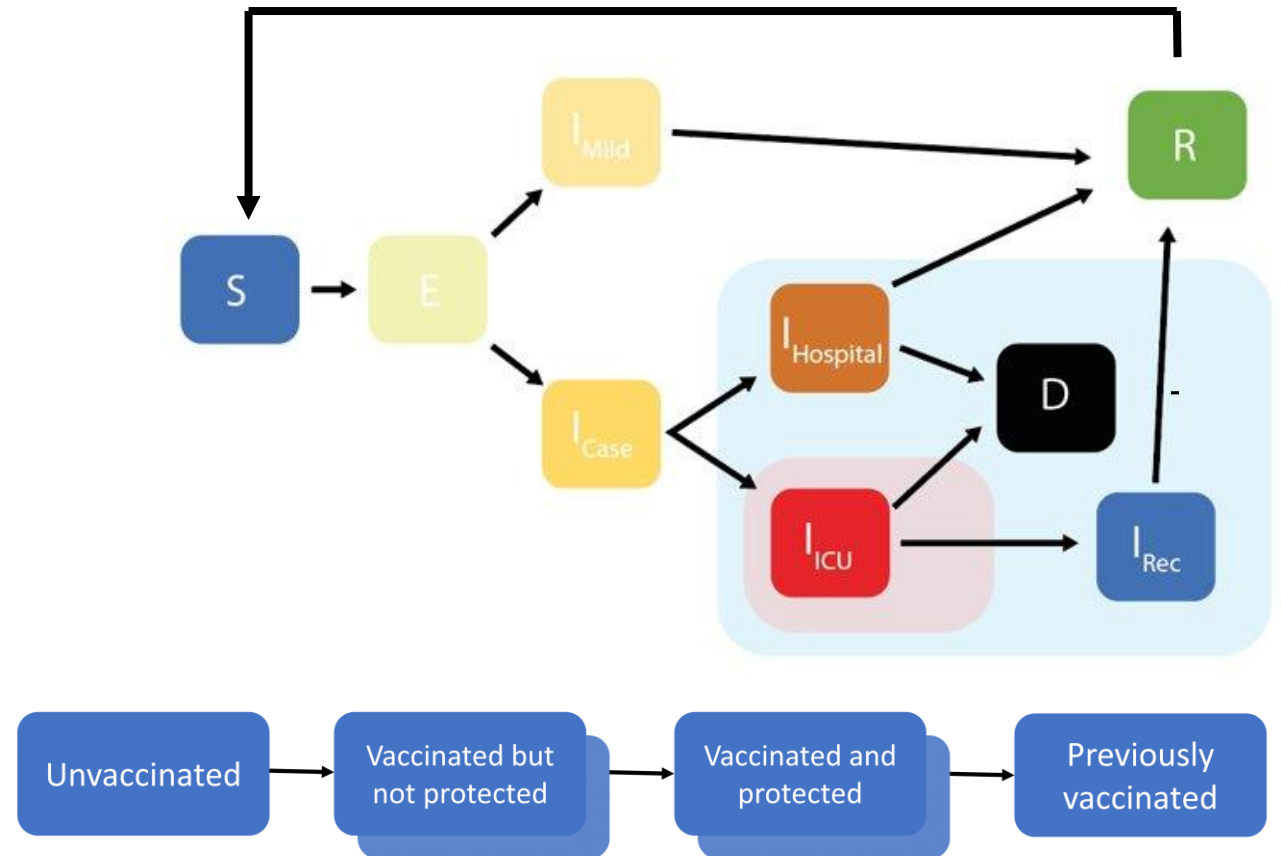 I Mild
R
S
E
I Hospital
D
I Case
I ICU
I Rec
-
Unvaccinated
Vaccinated but
not protected
Vaccinated and
protected
Previously
vaccinated